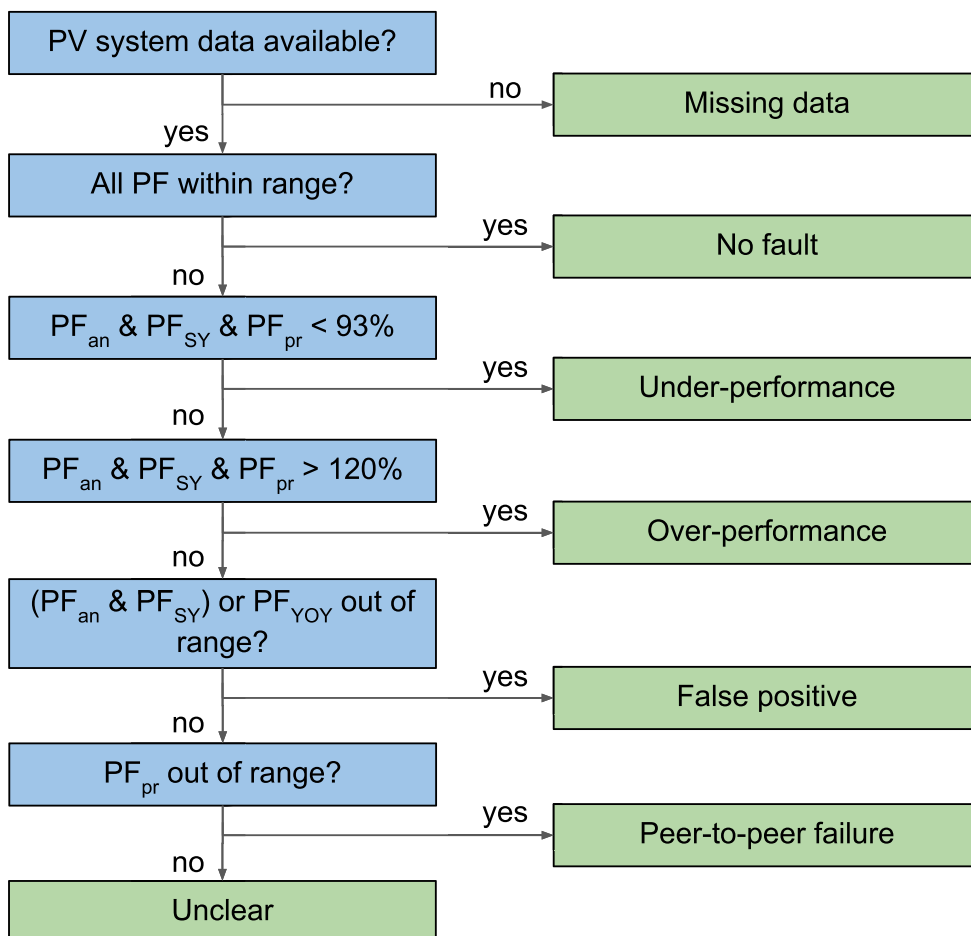 PV system data available?
no
Missing data
yes
All PF within range?
yes
No fault
no
PFan & PFSY & PFpr < 93%
yes
Under-performance
no
PFan & PFSY & PFpr > 120%
yes
Over-performance
no
(PFan & PFSY) or PFYOY out of
range?
yes
False positive
no
PFpr out of range?
yes
Peer-to-peer failure
no
Unclear